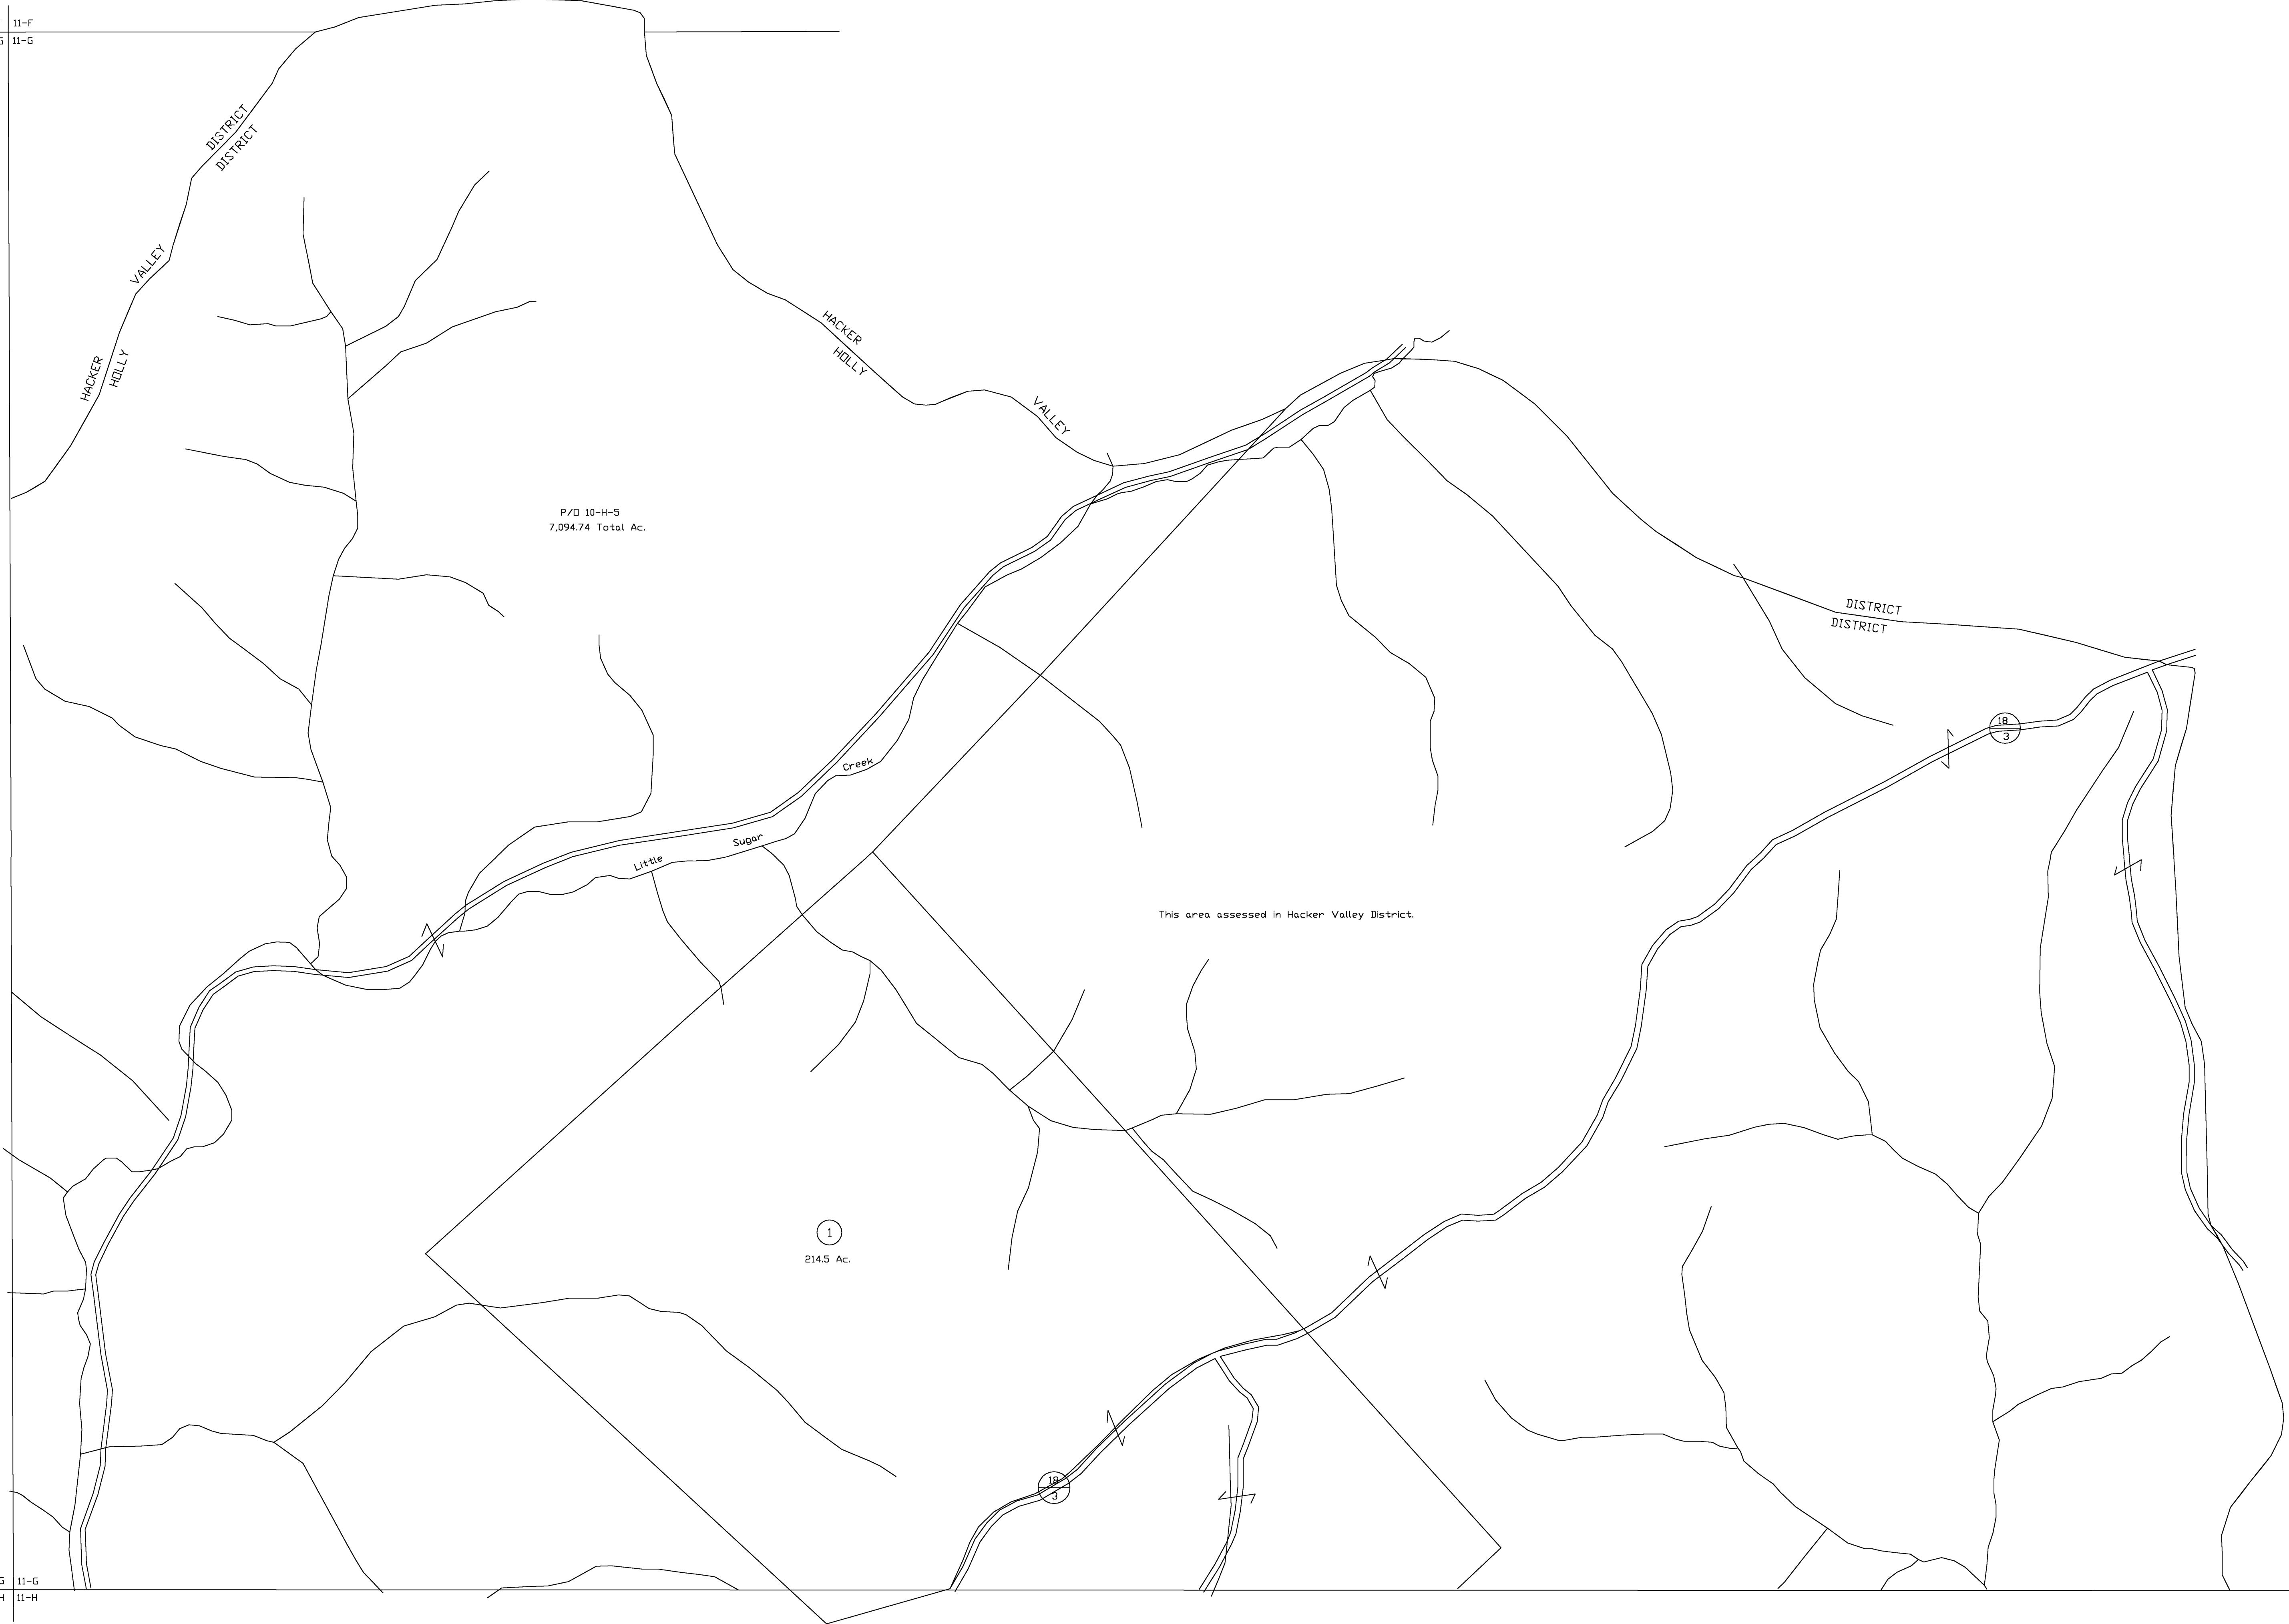 11-F
G 11-G
DISTRICT
DISTRICT
VALLEY
HACKER
HOLLY
HACKER
HOLLY
VALLEY
P/O 10-H-5
7,094.74 Total Ac.
DISTRICT
DISTRICT
18
3
Creek
Sugar
Little
This area assessed in Hacker Valley District.
1
214.5 Ac.
18
3
G 11-G
H 11-H